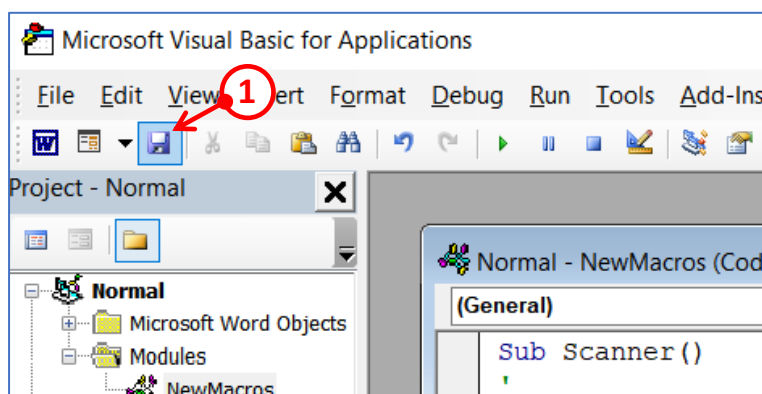 Microsoft Visual Basic for Applications
File Edit View ert Format Debug Run Tools Add-Ins
1
Project - Normal
Normal - NewMacros (Cod
Normal
(General)
Microsoft Word Objects
Modules
Sub Scanner()
'
NewMacros